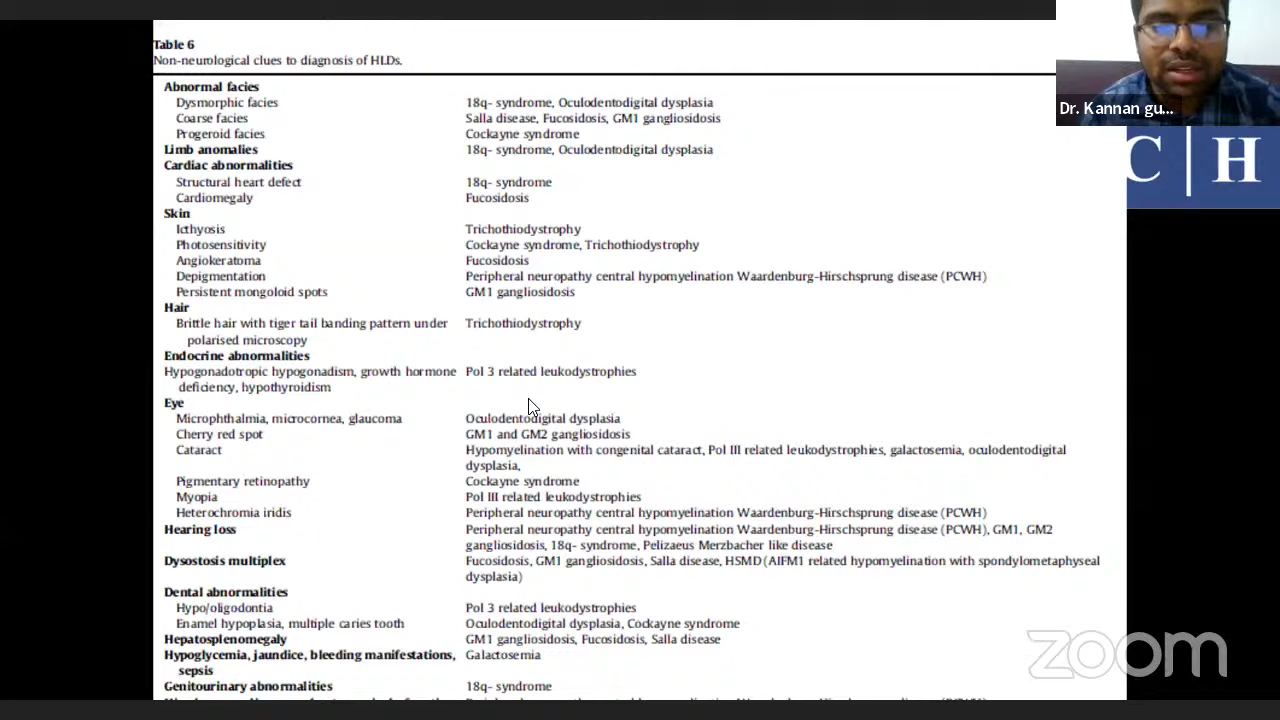 Table 6
Non-neurological clues to diagnosis of HLDs.
Abnormal facies
Dysmorphic facies 18q- syndrome, Oculodentodigital dysplasia
Coarse facies Salla disease, Fucosidosis, GM1 gangliosidosis
Progeroid facies Cockayne syndrome
Limb anomalies 18q- syndrome, Oculodentodigital dysplasia
Cardiac abnormalities
Structural heart defect 18q- syndrome
Cardiomegaly Fucosidosis
Skin
Icthyosis Trichothiodystrophy
Photosensitivity Cockayne syndrome, Trichothiodystrophy
Angiokeratoma Fucosidosis
Depigmentation Peripheral neuropathy central hypomyelination Waardenburg-Hirschsprung disease (PCWH)
Persistent mongoloid spots GM1 gangliosidosis
Hair
Brittle hair with tiger tail banding pattern under Trichothiodystrophy
polarised microscopy
Endocrine abnormalities
Hypogonadotropic hypogonadism, growth hormone Pol 3 related leukodystrophies
deficiency, hypothyroidism
Eye
Microphthalmia, microcornea, glaucoma Oculodentodigital dysplasia
Cherry red spot GM1 and GM2 gangliosidosis
Cataract Hypomyelination with congenital cataract, Pol III related leukodystrophies, galactosemia, oculodentodigital
dysplasia,
Pigmentary retinopathy Cockayne syndrome
Myopia Pol III related leukodystrophies
Heterochromia iridis Peripheral neuropathy central hypomyelination Waardenburg-Hirschsprung disease (PCWH)
Hearing loss Peripheral neuropathy central hypomyelination Waardenburg-Hirschsprung disease (PCWH), GM1, GM2
gangliosidosis, 18q- syndrome, Pelizaeus Merzbacher like disease
Dysostosis multiplex Fucosidosis, GM1 gangliosidosis, Salla disease, HSMD (AIFM1 related hypomyelination with spondylometaphyseal
dysplasia)
Dental abnormalities
Hypo/oligodontia Pol 3 related leukodystrophies
Enamel hypoplasia, multiple caries tooth Oculodentodigital dysplasia, Cockayne syndrome
Hepatosplenomegaly GM1 gangliosidosis, Fucosidosis, Salla disease
Hypoglycemia, jaundice, bleeding manifestations, Galactosemia
sepsis
Genitourinary abnormalities 18q- syndrome
Dr. Kannan gu...
C | H
zoom